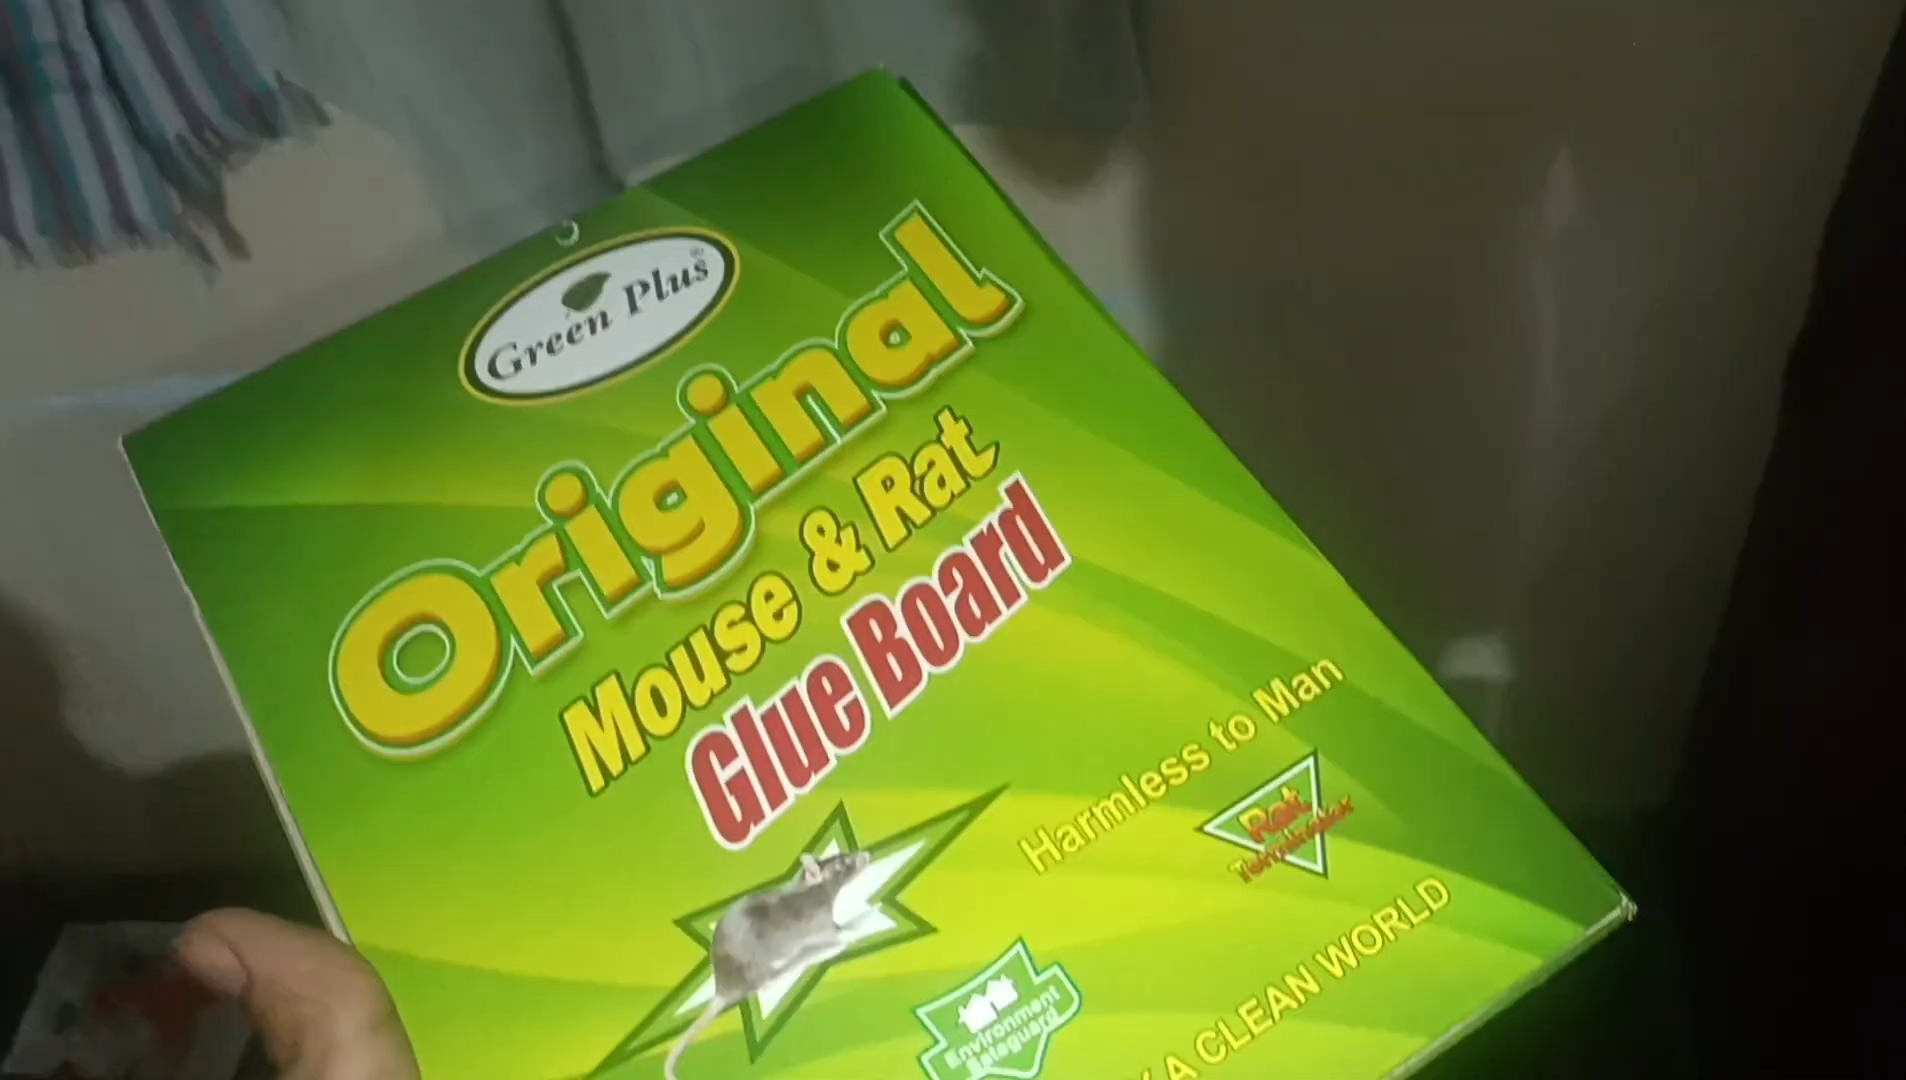 Green Plus®
Original
Mouse & Rat
Glue Board
Harmless to Man
Rat
Environment
Safeguard
A CLEAN WORLD